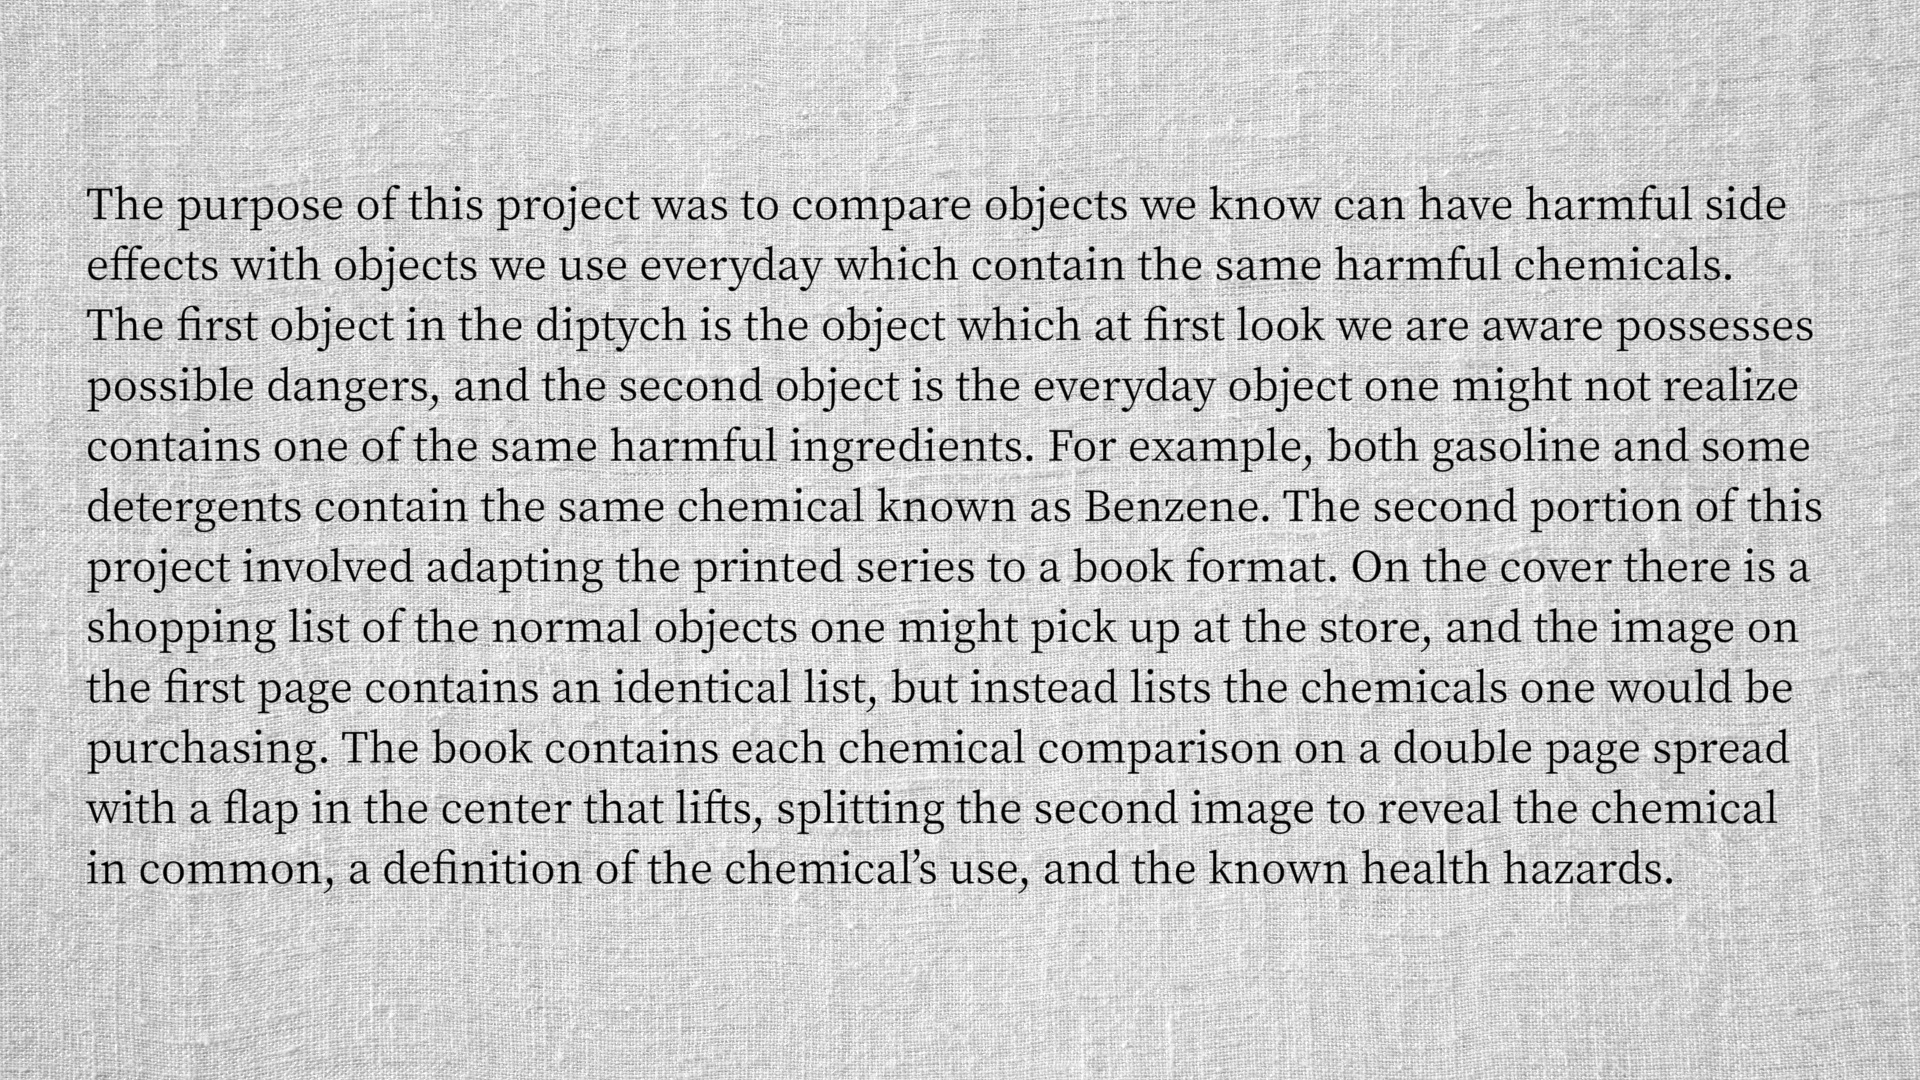 The purpose of this project was to compare objects we know can have harmful side
effects with objects we use everyday which contain the same harmful chemicals.
The first object in the diptych is the object which at first look we are aware possesses
possible dangers, and the second object is the everyday object one might not realize
contains one of the same harmful ingredients. For example, both gasoline and some
detergents contain the same chemical known as Benzene. The second portion of this
project involved adapting the printed series to a book format. On the cover there is a
shopping list of the normal objects one might pick up at the store, and the image on
the first page contains an identical list, but instead lists the chemicals one would be
purchasing. The book contains each chemical comparison on a double page spread
with a flap in the center that lifts, splitting the second image to reveal the chemical
in common, a definition of the chemical’s use, and the known health hazards.